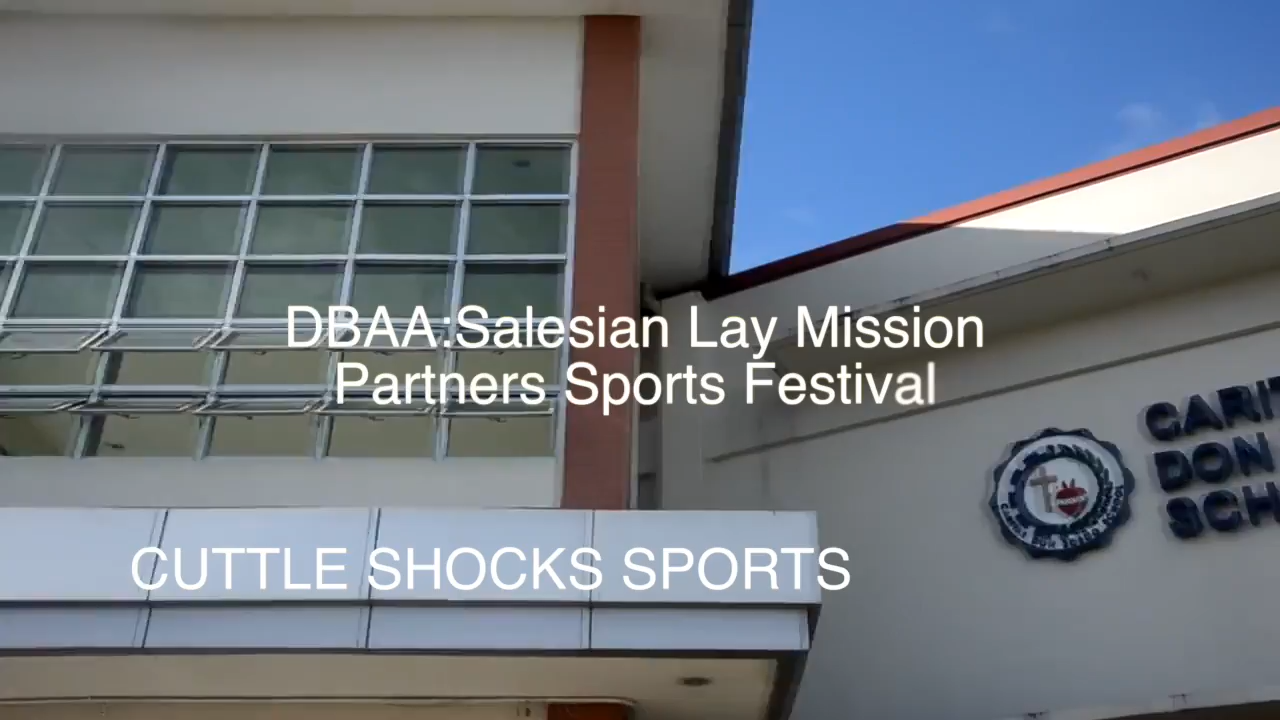 DBAA:Salesian Lay Mission
Partners Sports Festival
CARIT
DON
SCH
CUTTLE SHOCKS SPORTS